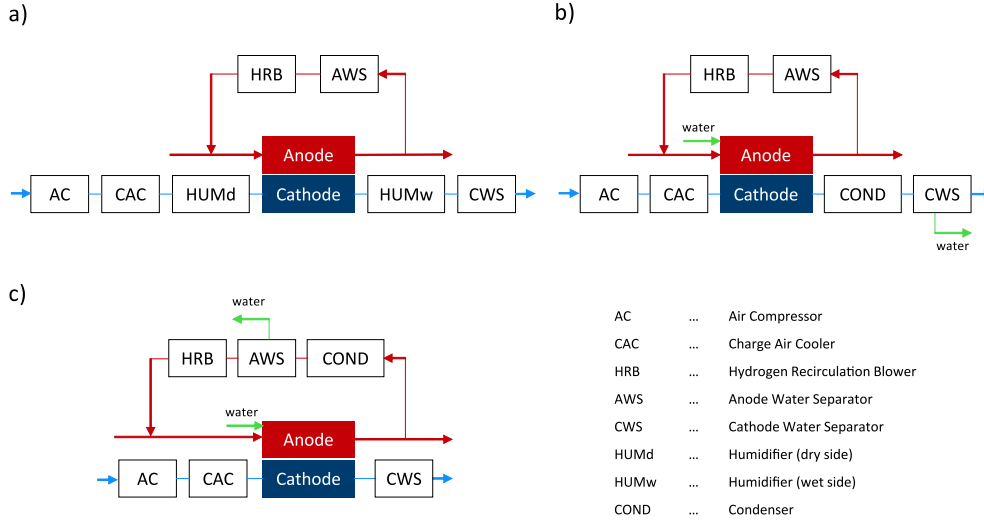 a)
HRB AWS
Anode
AC CAC HUMd Cathode HUMw CWS
b)
HRB AWS
water
Anode
AC CAC Cathode COND CWS
water
c)
water
HRB AWS COND
water
Anode
AC CAC Cathode CWS
AC ... Air Compressor
CAC ... Charge Air Cooler
HRB ... Hydrogen Recirculation Blower
AWS ... Anode Water Separator
CWS ... Cathode Water Separator
HUMd ... Humidifier (dry side)
HUMw ... Humidifier (wet side)
COND ... Condenser